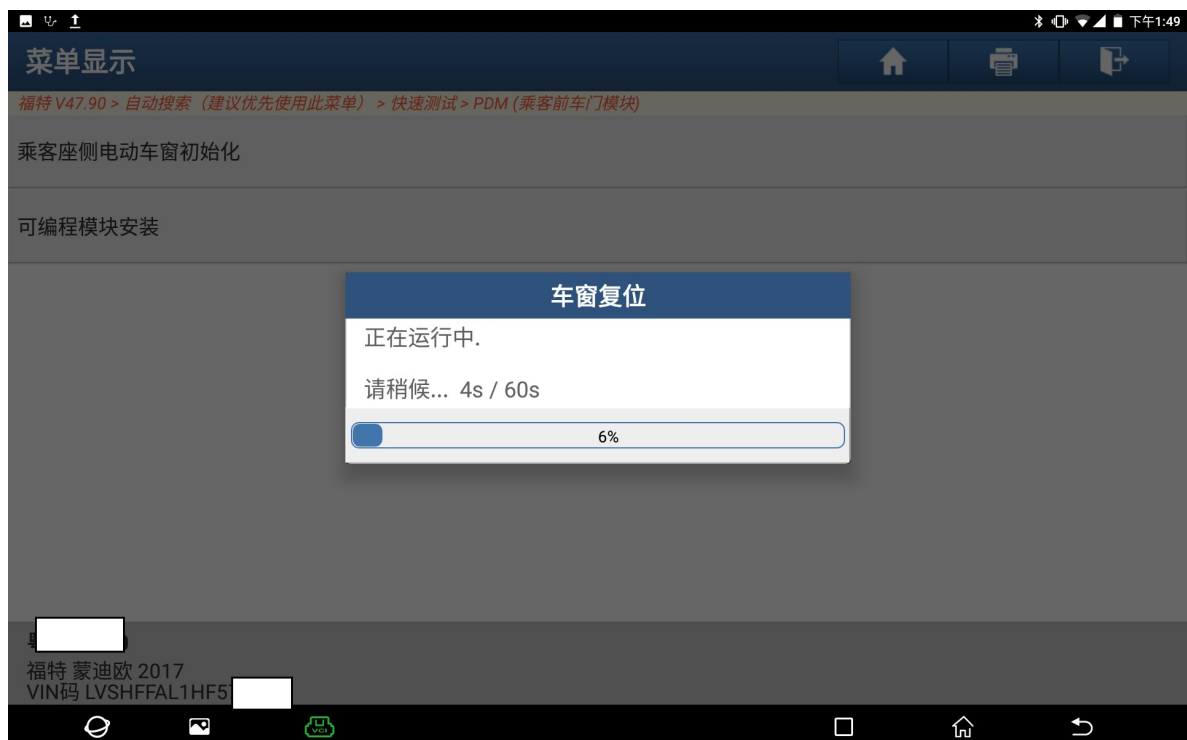 下午1:49
菜单显示
福特 V47.90 > 自动搜索（建议优先使用此菜单） > 快速测试 > PDM (乘客前车门模块)
乘客座侧电动车窗初始化
可编程模块安装
车窗复位
正在运行中.
请稍候... 4s / 60s
6%
福特 蒙迪欧 2017
VIN码 LVSHFFAL1HF5
VCI